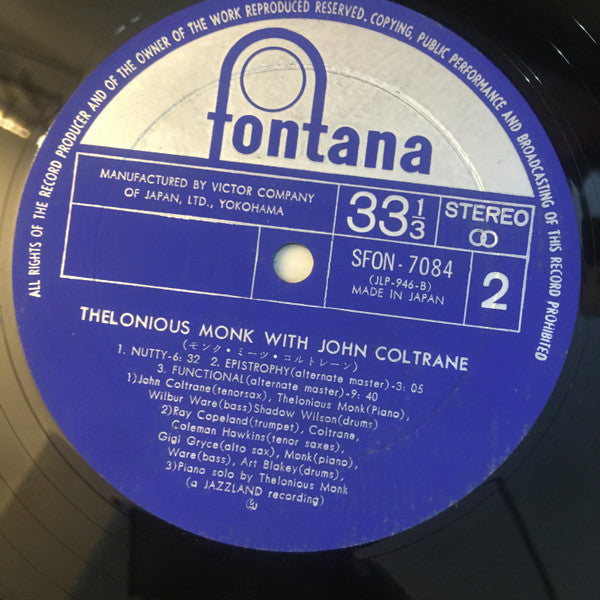 ALL RIGHTS OF THE RECORD PRODUCER AND OF THE OWNER OF THE WORK REPRODUCED RESERVED. COPYING, PUBLIC PERFORMANCE AND BROADCASTING OF THIS RECORD PROHIBITED
fontana
MANUFACTURED BY VICTOR COMPANY
OF JAPAN, LTD., YOKOHAMA
33 1/3
STEREO
SFON-7084
(JLP-946-B)
MADE IN JAPAN
2
THELONIOUS MONK WITH JOHN COLTRANE
(モンク・ミーツ・コルトレーン)
1. NUTTY-6: 32 2. EPISTROPHY(alternate master)-3: 05
3. FUNCTIONAL(alternate master)-9: 40
1)John Coltrane(tenorsax), Thelonious Monk(Piano),
Wilbur Ware(bass)Shadow Wilson(drums)
2)Ray Copeland(trumpet), Coltrane,
Coleman Hawkins(tenor saxes),
Gigi Gryce(alto sax), Monk(piano),
Ware(bass), Art Blakey(drums),
3)Piano solo by Thelonious Monk
(a JAZZLAND recording)